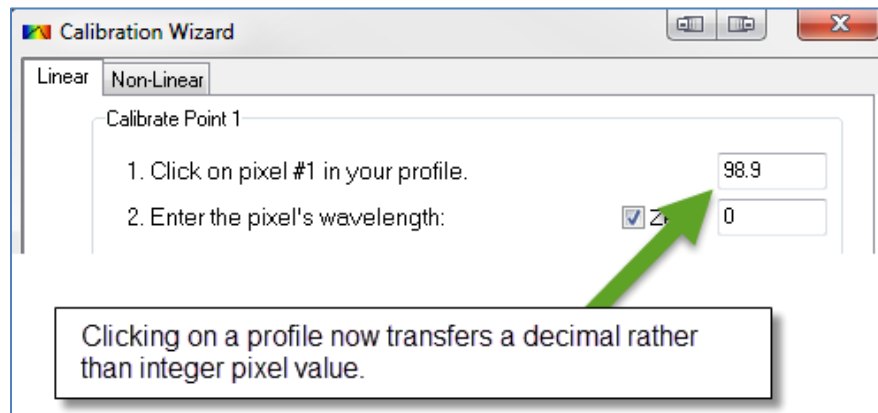 Calibration Wizard
Linear Non-Linear
Calibrate Point 1
1. Click on pixel #1 in your profile. 98.9
2. Enter the pixel's wavelength: 0
Clicking on a profile now transfers a decimal rather
than integer pixel value.